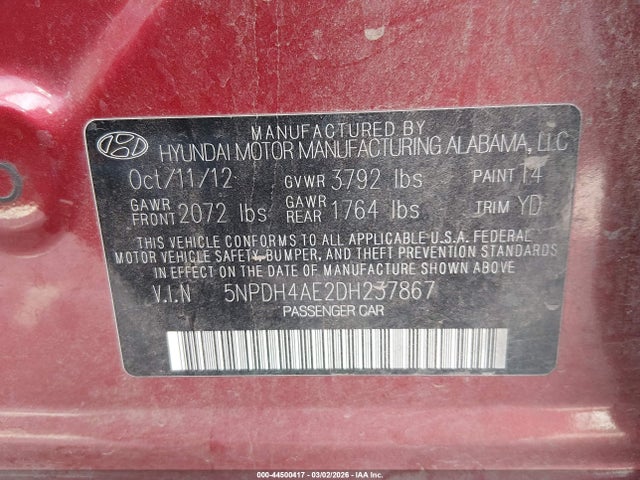 MANUFACTURED BY
HYUNDAI MOTOR MANUFACTURING ALABAMA, LLC
Oct/11/12 GVWR 3792 lbs PAINT 14
GAWR FRONT 2072 lbs GAWR REAR 1764 lbs TRIM YD
THIS VEHICLE CONFORMS TO ALL APPLICABLE U.S.A. FEDERAL
MOTOR VEHICLE SAFETY, BUMPER, AND THEFT PREVENTION STANDARDS
IN EFFECT ON THE DATE OF MANUFACTURE SHOWN ABOVE.
V.I.N 5NPDH4AE2DH237867
PASSENGER CAR
000-44500417 - 03/02/2026 - IAA Inc.